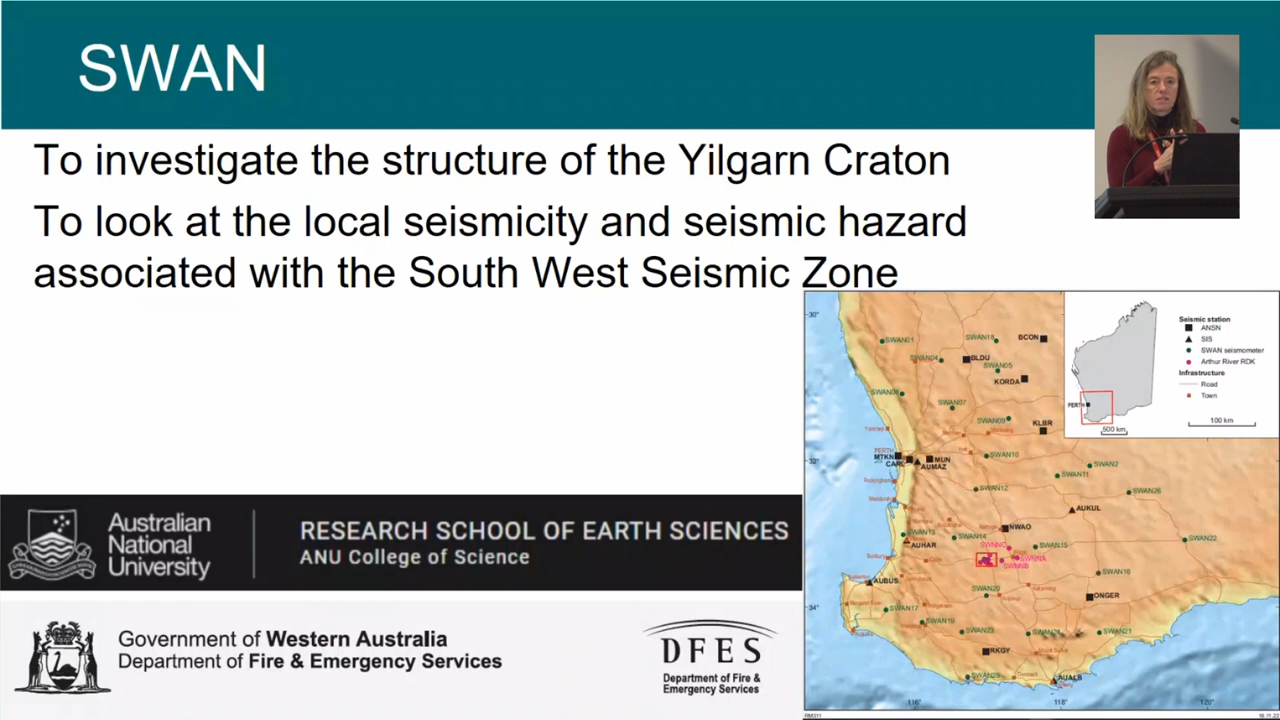 SWAN
To investigate the structure of the Yilgarn Craton
To look at the local seismicity and seismic hazard
associated with the South West Seismic Zone
Australian
National
University
RESEARCH SCHOOL OF EARTH SCIENCES
ANU College of Science
Government of Western Australia
Department of Fire & Emergency Services
DFES
Department of Fire &
Emergency Services
30°
32°
34°
116°
118°
120°
SWAN01
SWAN18
BCON
SWAN04
BLDU
SWAN05
KORDA
SWAN07
SWAN09
KLBR
PERTH
MTKN
MUN
AUMAZ
SWAN10
SWAN2
SWAN11
SWAN12
SWAN26
AUKUL
NWAO
SWAN13
SWAN14
SWAN15
SWAN22
AUHAR
SWNNB
SWAN16
AUBUS
SWAN20
ONGER
SWAN17
SWAN19
SWAN21
RKGY
AUALB
Seismic station
ANSN
SIS
SWAN seismometer
Arthur River RDK
Infrastructure
Road
Town
PERTH
500 km
100 km